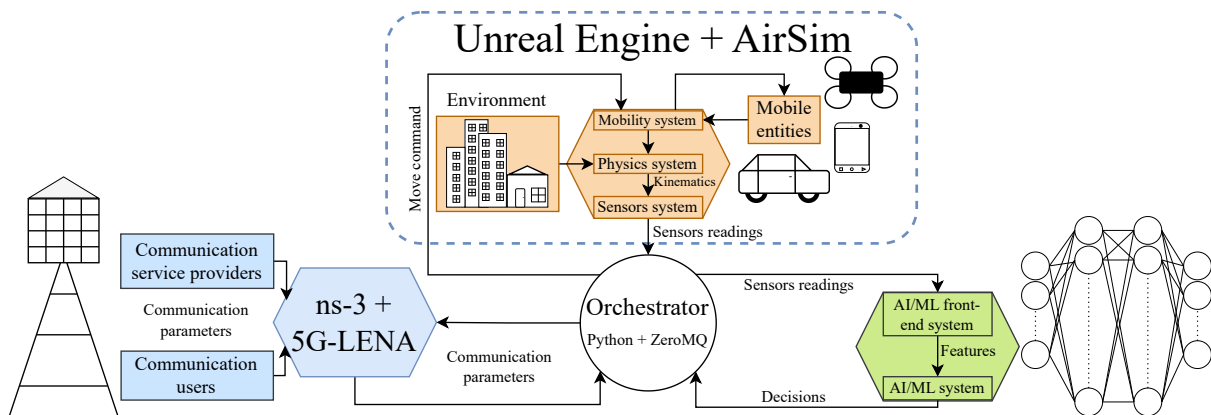 Unreal Engine + AirSim
Environment
Mobility system
Mobile
entities
Move command
Physics system
Kinematics
Sensors system
Sensors readings
Communication
service providers
Communication
parameters
Communication
users
ns-3 +
5G-LENA
Orchestrator
Python + ZeroMQ
Communication
parameters
Sensors readings
AI/ML front-
end system
Features
AI/ML system
Decisions